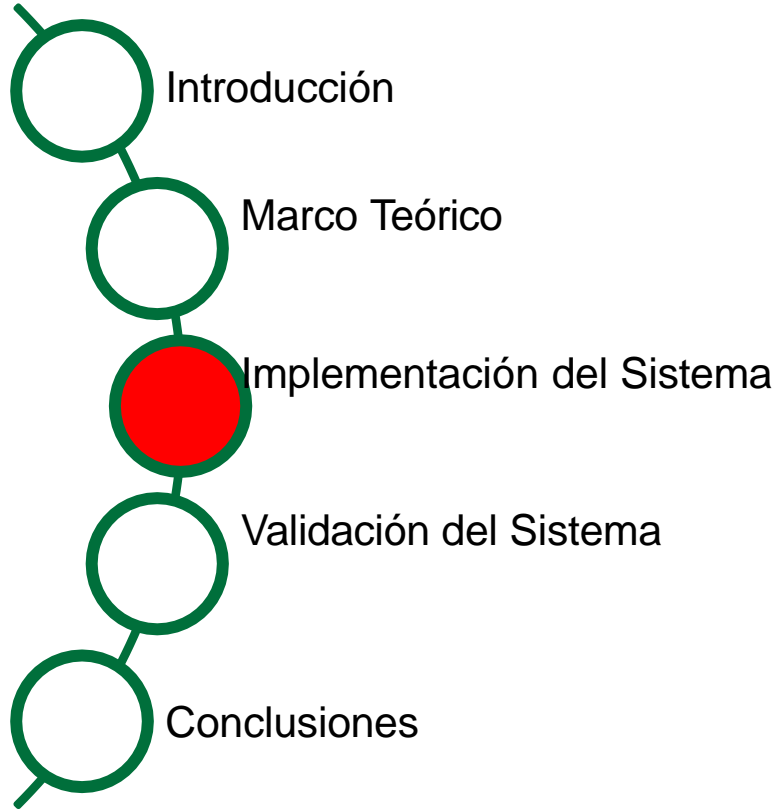 Introducción
Marco Teórico
Implementación del Sistema
Validación del Sistema
Conclusiones